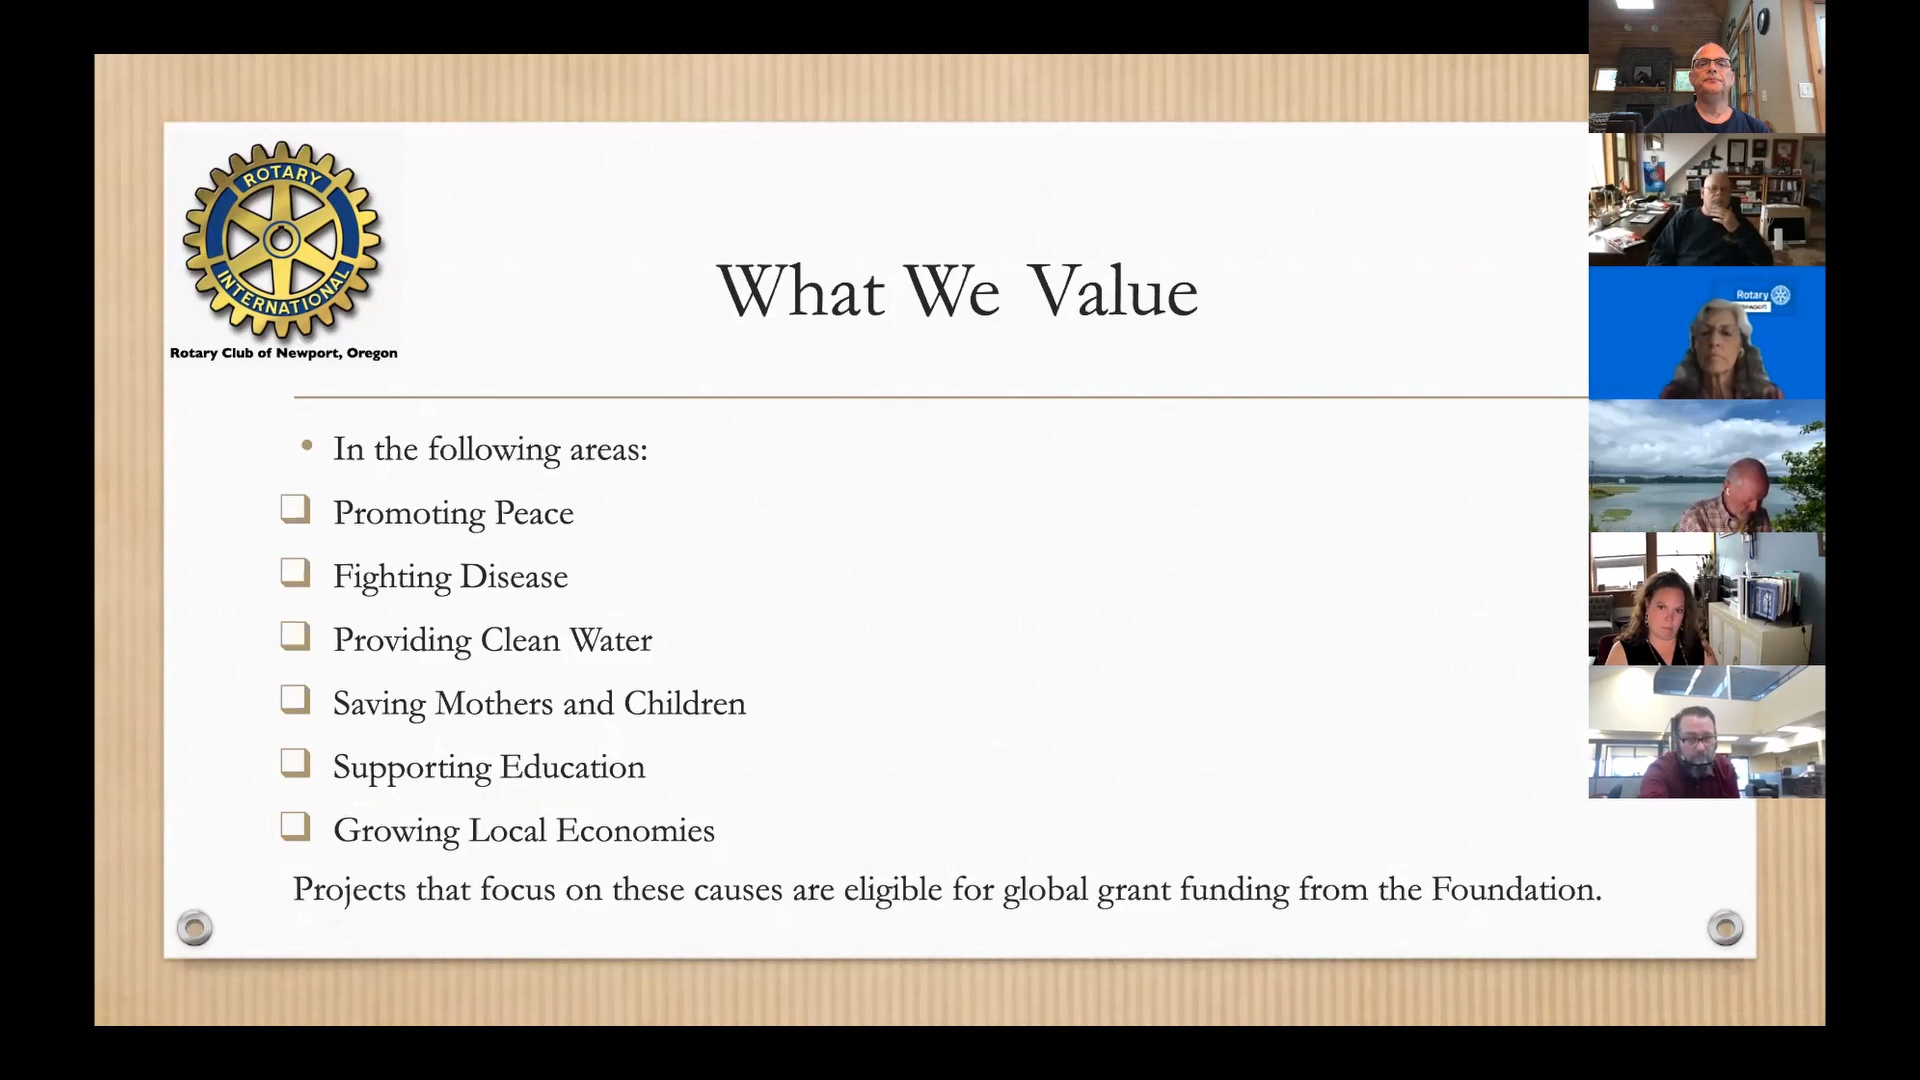 ROTARY
INTERNATIONAL
Rotary Club of Newport, Oregon
What We Value
In the following areas:
Promoting Peace
Fighting Disease
Providing Clean Water
Saving Mothers and Children
Supporting Education
Growing Local Economies
Projects that focus on these causes are eligible for global grant funding from the Foundation.
Rotary
Newport